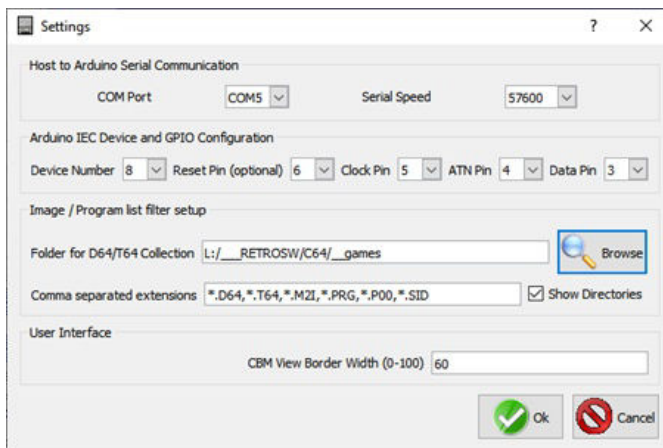 Settings
?
Host to Arduino Serial Communication
COM Port COM5 Serial Speed 57600
Arduino IEC Device and GPIO Configuration
Device Number 8 Reset Pin (optional) 6 Clock Pin 5 ATN Pin 4 Data Pin 3
Image / Program list filter setup
Folder for D64/T64 Collection L:/___RETROSW/C64/__games Browse
Comma separated extensions *.D64,*.T64,*.M2I,*.PRG,*.P00,*.SID Show Directories
User Interface
CBM View Border Width (0-100) 60
Ok Cancel